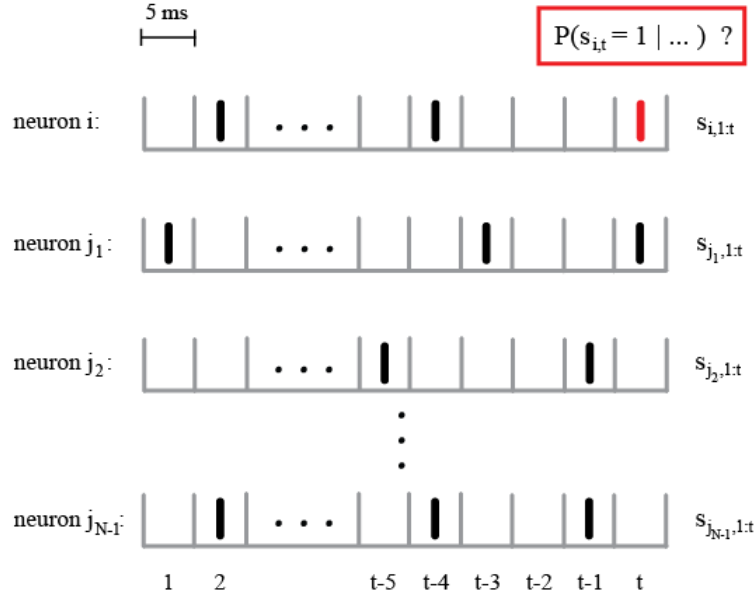 5 ms
P(s_{i,t} = 1 | ... ) ?
neuron i: . . . s_{i,1:t}
neuron j_1: . . . s_{j_1,1:t}
neuron j_2: . . . s_{j_2,1:t}
neuron j_{N-1}: . . . s_{j_{N-1},1:t}
1 2 t-5 t-4 t-3 t-2 t-1 t